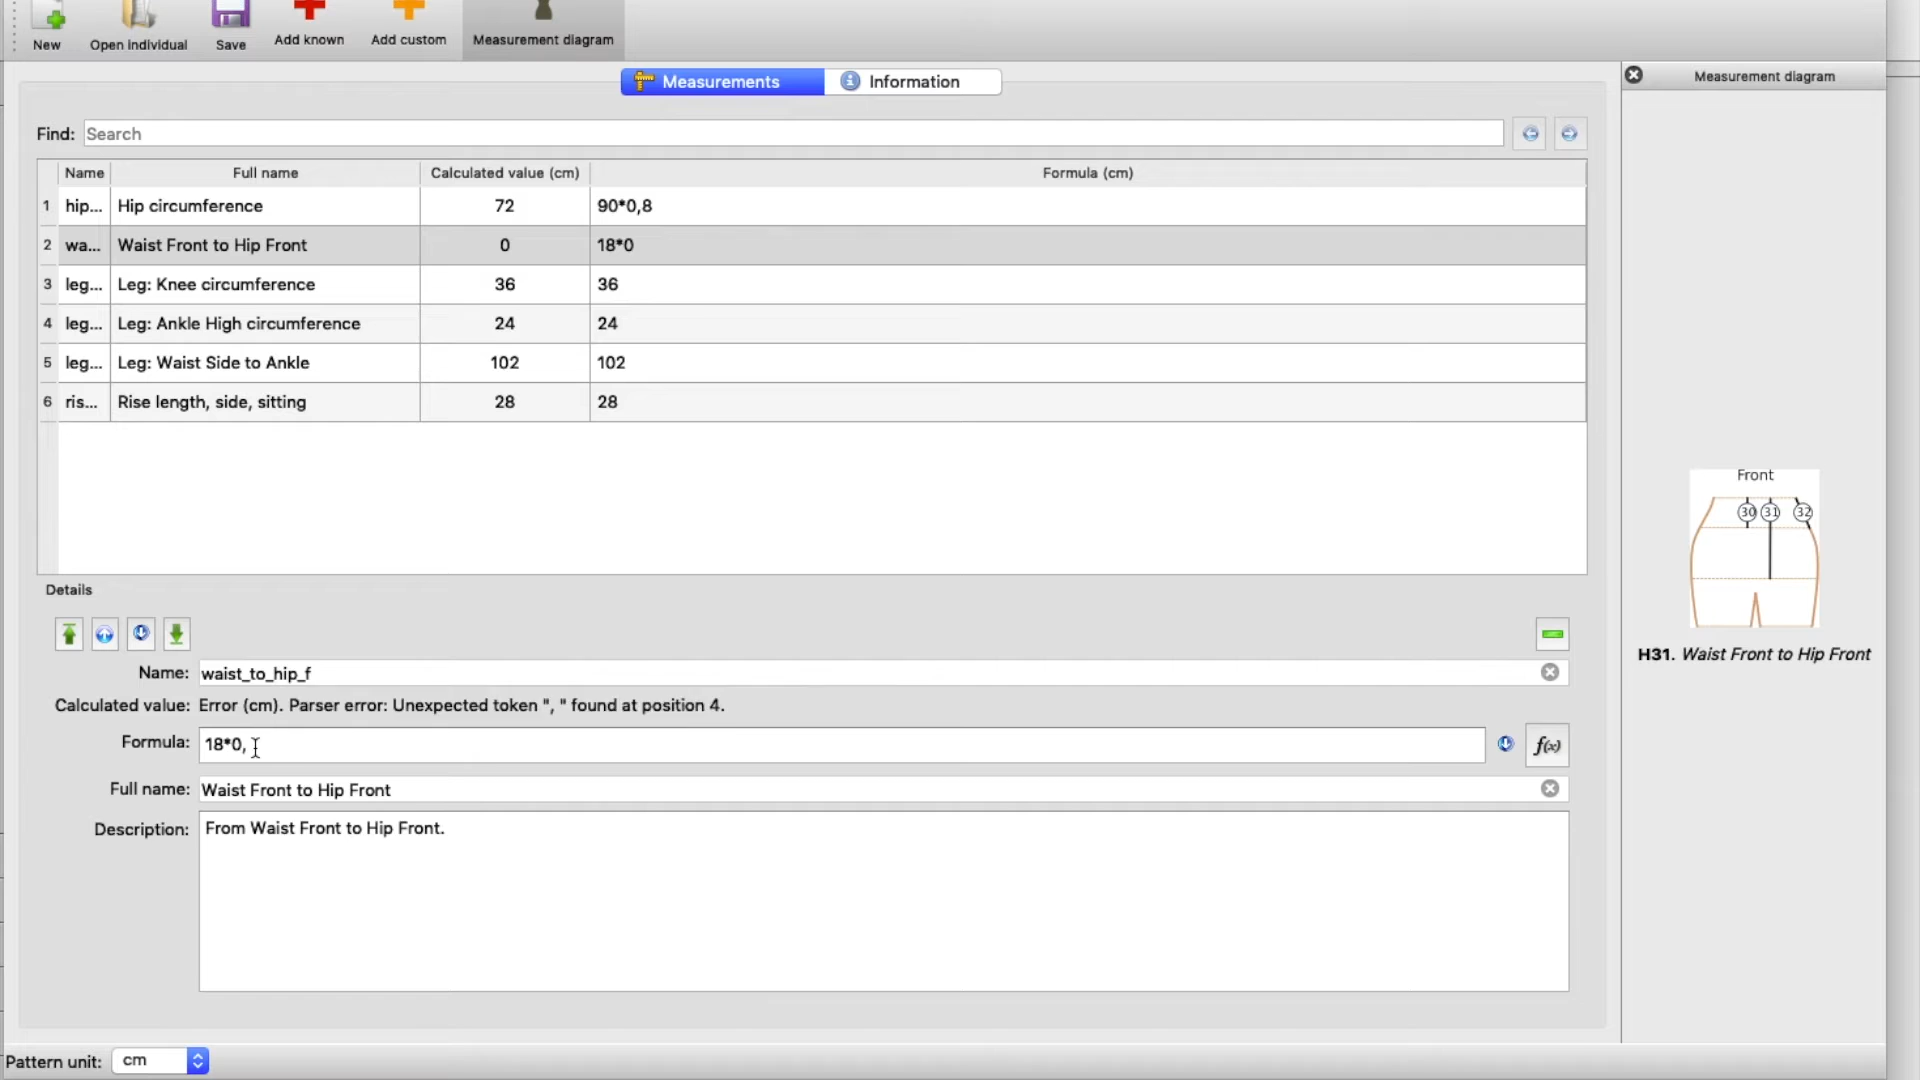 New Open individual Save Add known Add custom Measurement diagram
Measurements Information
Measurement diagram
Find: Search
Name Full name Calculated value (cm) Formula (cm)
1 hip... Hip circumference 72 90*0,8
2 wa... Waist Front to Hip Front 0 18*0
3 leg... Leg: Knee circumference 36 36
4 leg... Leg: Ankle High circumference 24 24
5 leg... Leg: Waist Side to Ankle 102 102
6 ris... Rise length, side, sitting 28 28
Front
30 31 32
H31. Waist Front to Hip Front
Details
Name: waist_to_hip_f
Calculated value: Error (cm). Parser error: Unexpected token ", " found at position 4.
Formula: 18*0, f(x)
Full name: Waist Front to Hip Front
Description: From Waist Front to Hip Front.
Pattern unit: cm